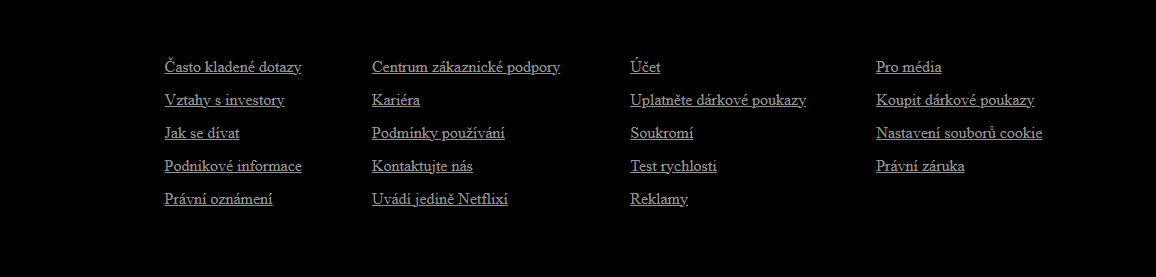 Často kladené dotazy
Centrum zákaznické podpory
Účet
Pro média
Vztahy s investory
Kariéra
Uplatněte dárkové poukazy
Koupit dárkové poukazy
Jak se dívat
Podmínky používání
Soukromí
Nastavení souborů cookie
Podnikové informace
Kontaktujte nás
Test rychlosti
Právní záruka
Právní oznámení
Uvádí jedině Netflixí
Reklamy